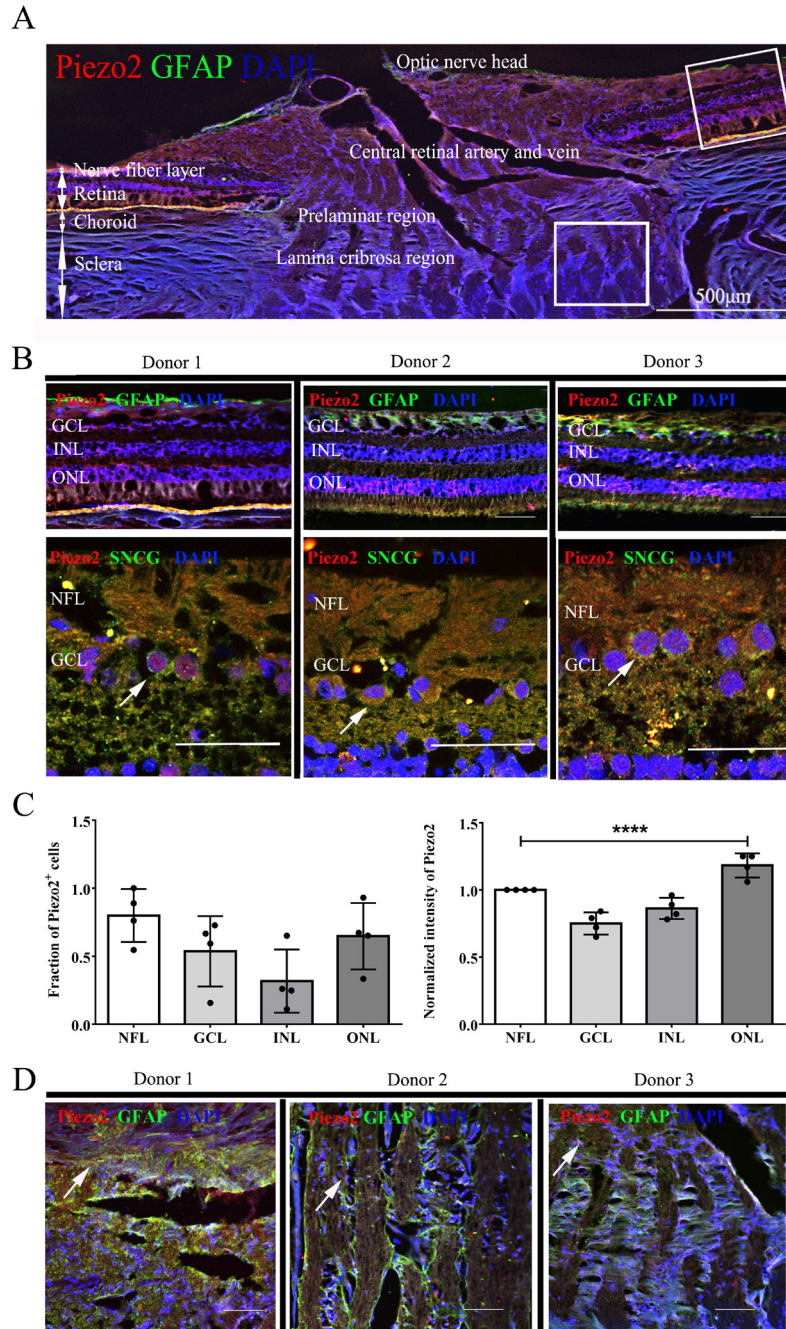 A
Piezo2 GFAP DAPI
Optic nerve head
Central retinal artery and vein
Nerve fiber layer
Retina
Choroid
Prelaminar region
Lamina cribrosa region
Sclera
500μm
B
Donor 1 Donor 2 Donor 3
Piezo2 GFAP DAPI Piezo2 GFAP DAPI Piezo2 GFAP DAPI
GCL GCL GCL
INL INL INL
ONL ONL ONL
Piezo2 SNCG DAPI Piezo2 SNCG DAPI Piezo2 SNCG DAPI
NFL NFL NFL
GCL GCL GCL
C
Fraction of Piezo2+ cells
1.5
1.0
0.5
0.0
NFL GCL INL ONL
Normalized intensity of Piezo2
1.5
1.0
0.5
0.0
****
NFL GCL INL ONL
D
Donor 1 Donor 2 Donor 3
Piezo2 GFAP DAPI Piezo2 GFAP DAPI Piezo2 GFAP DAPI